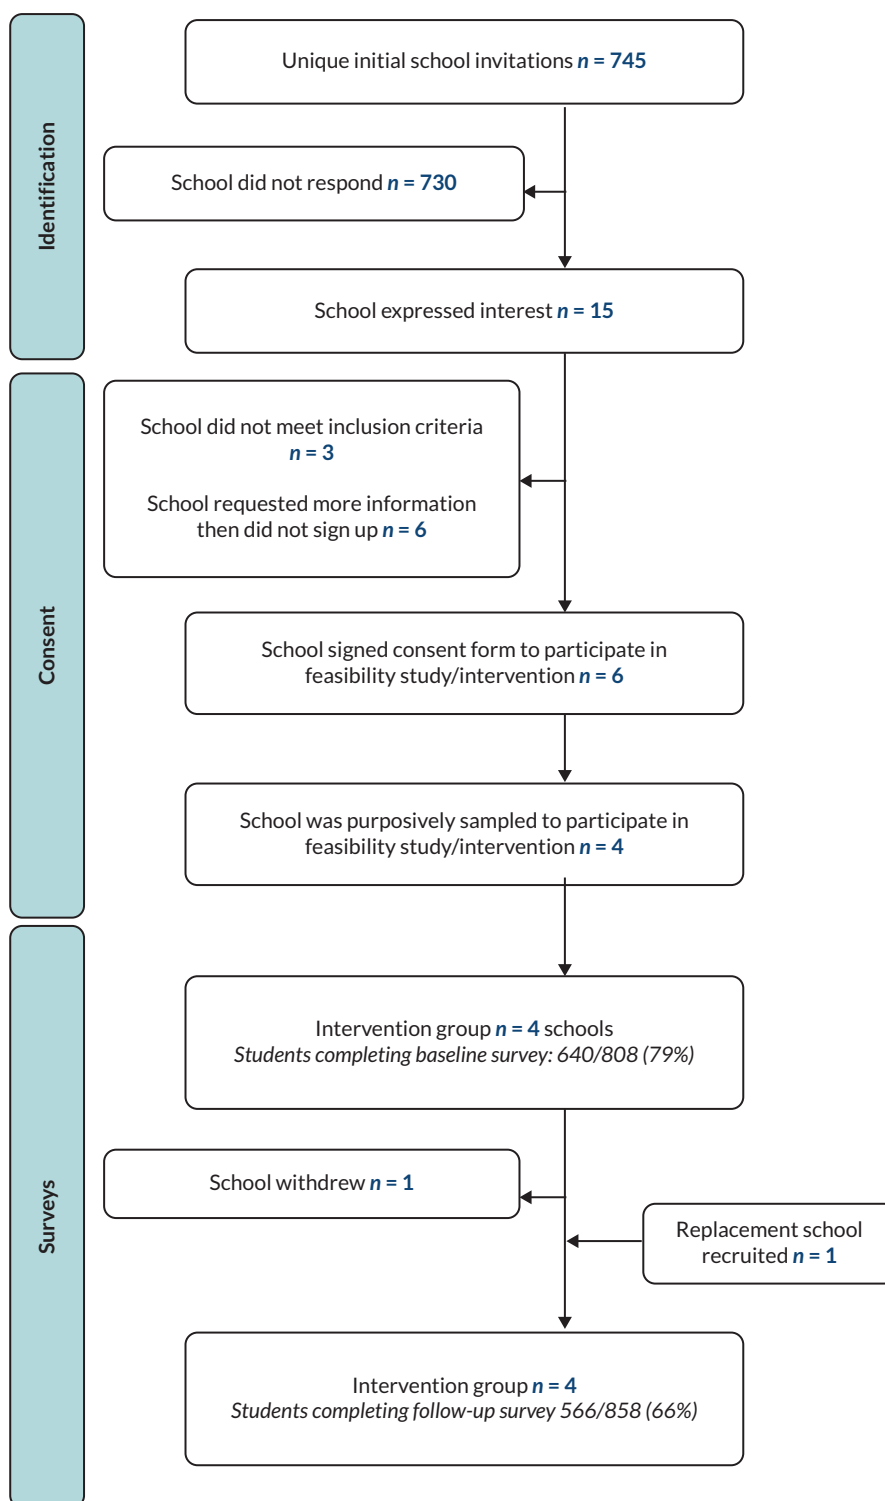 Identification
Unique initial school invitations n = 745
School did not respond n = 730
School expressed interest n = 15
Consent
School did not meet inclusion criteria
n = 3
School requested more information
then did not sign up n = 6
School signed consent form to participate in
feasibility study/intervention n = 6
School was purposively sampled to participate in
feasibility study/intervention n = 4
Surveys
Intervention group n = 4 schools
Students completing baseline survey: 640/808 (79%)
School withdrew n = 1
Replacement school
recruited n = 1
Intervention group n = 4
Students completing follow-up survey 566/858 (66%)